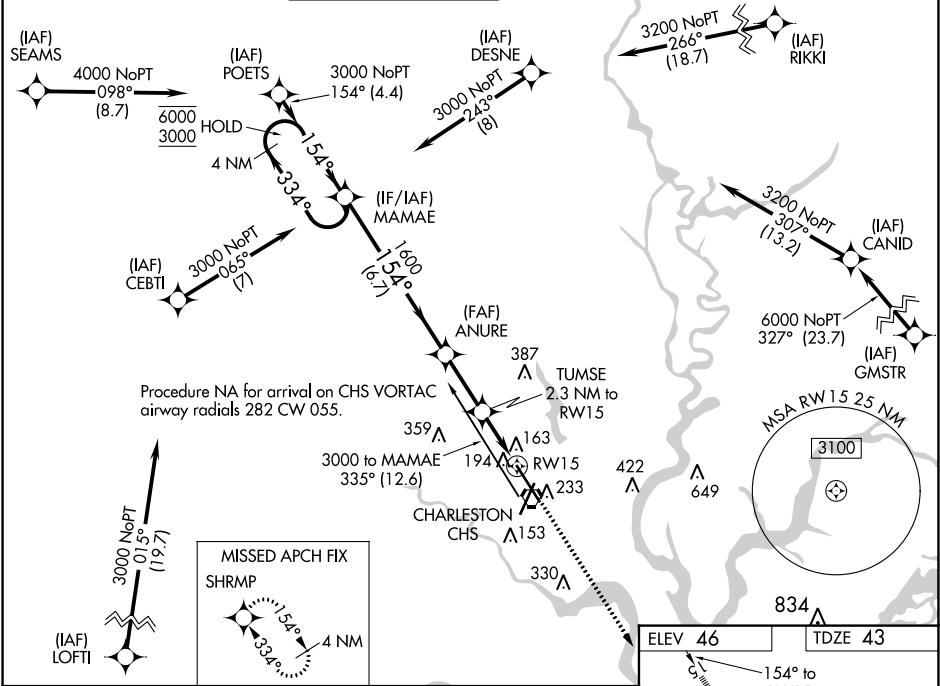 (IAF)
SEAMS
4000 NoPT
098°
(8.7)
(IAF)
POETS
3000 NoPT
154° (4.4)
6000
3000
HOLD
4 NM
154°
334°
(IF/IAF)
MAMAE
(IAF)
DESNE
3000 NoPT
243°
(8)
3200 NoPT
266°
(18.7)
(IAF)
RIKKI
3200 NoPT
307°
(13.2)
(IAF)
CANID
6000 NoPT
327° (23.7)
(IAF)
GMSTR
(IAF)
CEBTI
3000 NoPT
065°
(7)
1600
154°
(6.7)
(FAF)
ANURE
387
TUMSE
2.3 NM to
RW15
Procedure NA for arrival on CHS VORTAC
airway radials 282 CW 055.
359
163
3000 to MAMAE
335° (12.6)
194
RW15
233
422
649
CHARLESTON
CHS
153
330
MSA RW15 25 NM
3100
3000 NoPT
015°
(19.7)
(IAF)
LOFTI
MISSED APCH FIX
SHRMP
154°
334°
4 NM
834
ELEV 46
TDZE 43
154° to